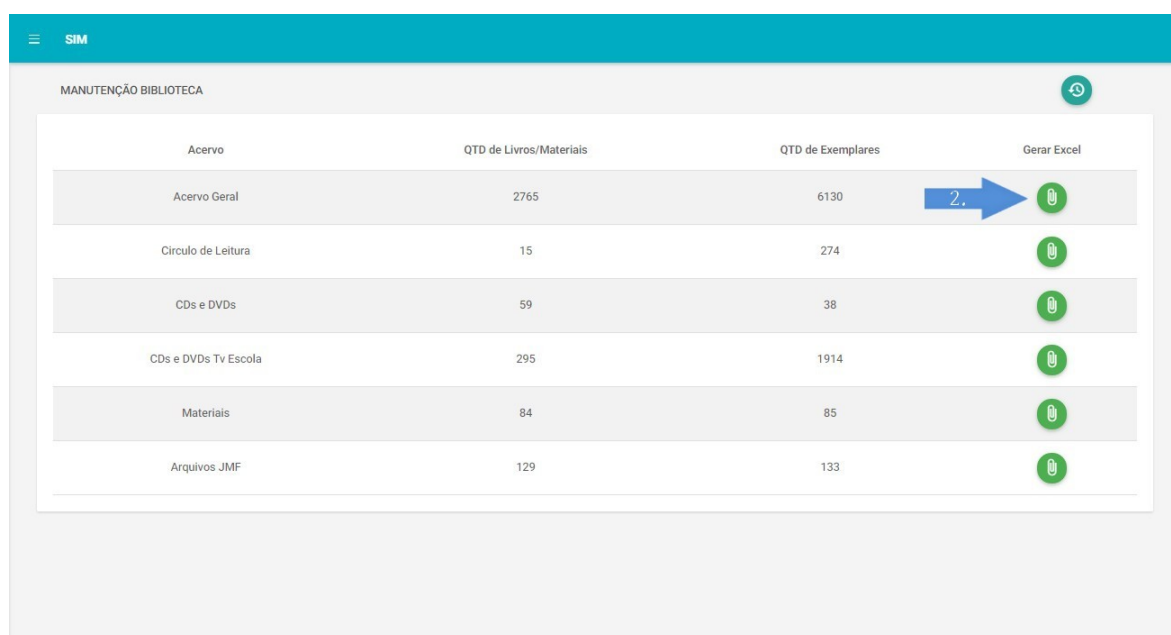 SIM
MANUTENÇÃO BIBLIOTECA
Acervo QTD de Livros/Materiais QTD de Exemplares Gerar Excel
Acervo Geral 2765 6130 2.
Circulo de Leitura 15 274
CDs e DVDs 59 38
CDs e DVDs Tv Escola 295 1914
Materiais 84 85
Arquivos JMF 129 133